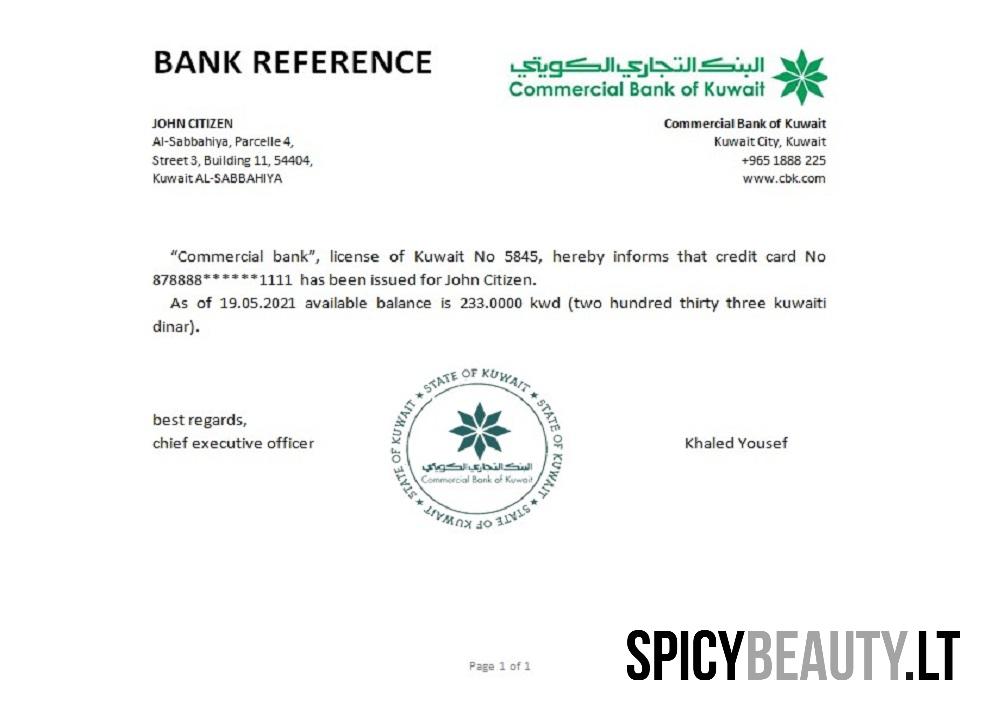 BANK REFERENCE
البنك التجاري الكويتي
Commercial Bank of Kuwait
JOHN CITIZEN
Al-Sabbahiya, Parcelle 4,
Street 3, Building 11, 54404,
Kuwait AL-SABBAHIYA
Commercial Bank of Kuwait
Kuwait City, Kuwait
+965 1888 225
www.cbk.com
“Commercial bank”, license of Kuwait No 5845, hereby informs that credit card No
878888******1111 has been issued for John Citizen.
As of 19.05.2021 available balance is 233.0000 kwd (two hundred thirty three kuwaiti
dinar).
best regards,
chief executive officer
★ STATE OF KUWAIT ★ STATE OF KUWAIT ★ STATE OF KUWAIT ★ STATE OF KUWAIT
البنك التجاري الكويتي
Commercial Bank of Kuwait
Khaled Yousef
Page 1 of 1
SPICYBEAUTY.LT